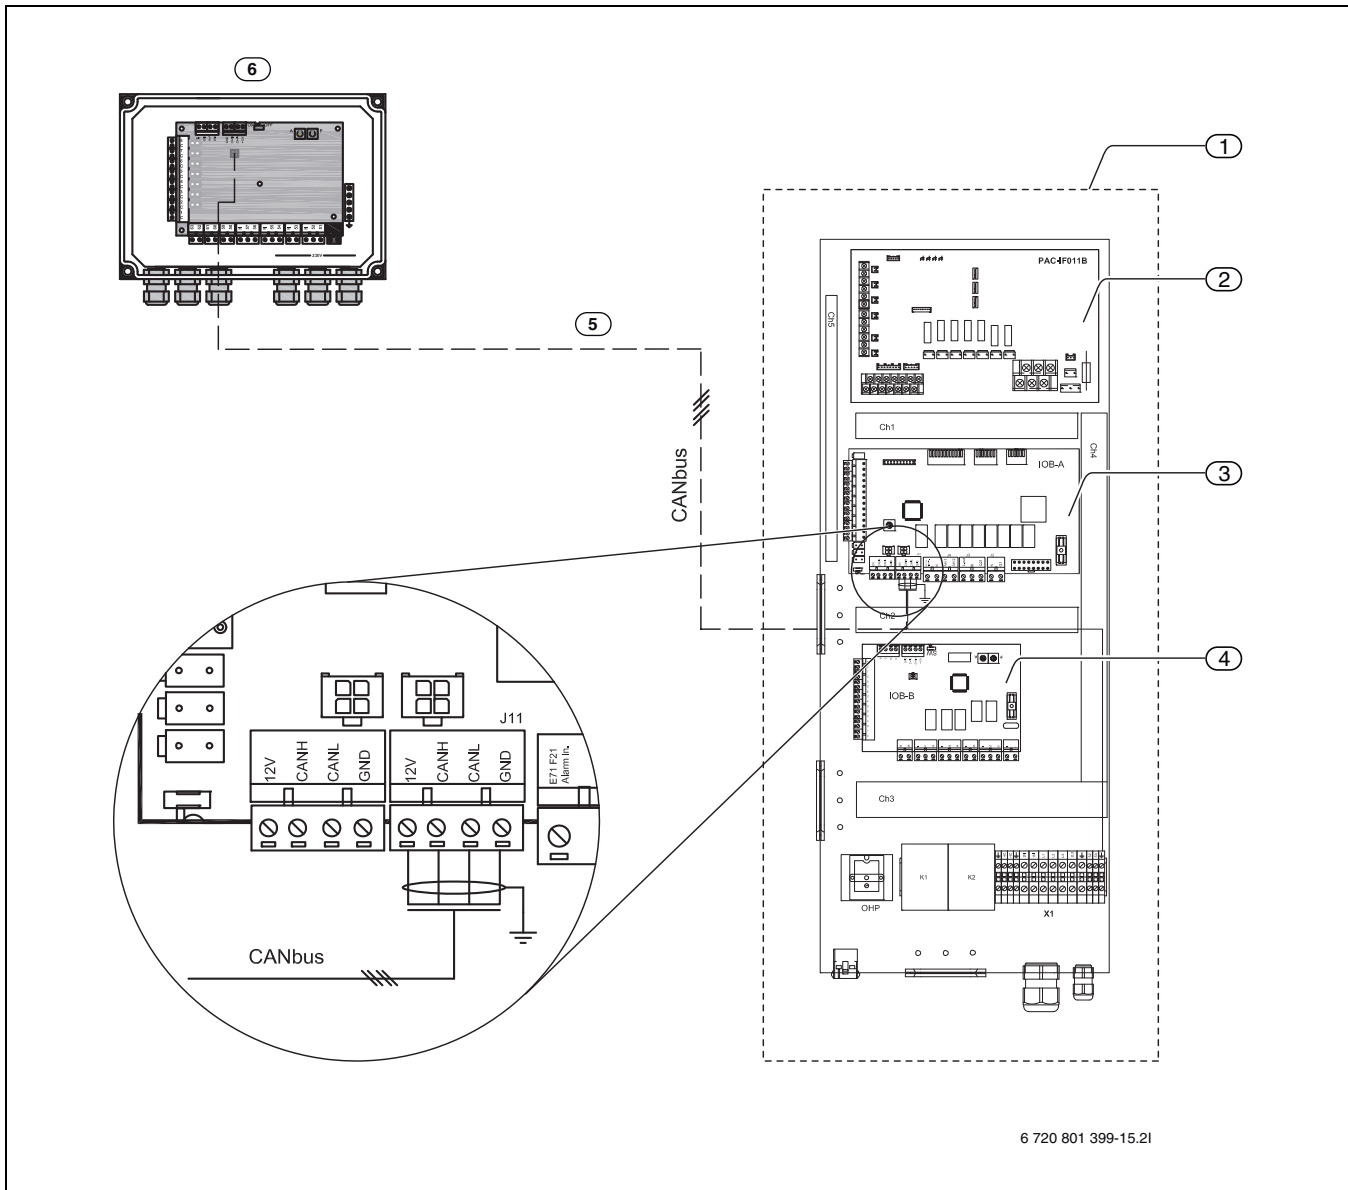 6
1
PAC-IF011B
2
230V
5
Ch5
Ch1
Ch4
IOB-A
3
CANbus
Ch2
4
IOB-B
J11
12V
CANH
CANL
GND
12V
CANH
CANL
GND
E71 F21
Alarm In.
Ch3
K1
K2
OHP
X1
CANbus
6 720 801 399-15.2I